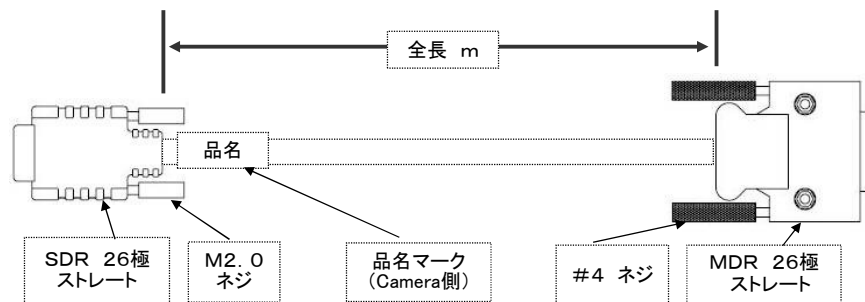 全長 m
品名
SDR 26極
ストレート
M2.0
ネジ
品名マーク
(Camera側)
#4 ネジ
MDR 26極
ストレート